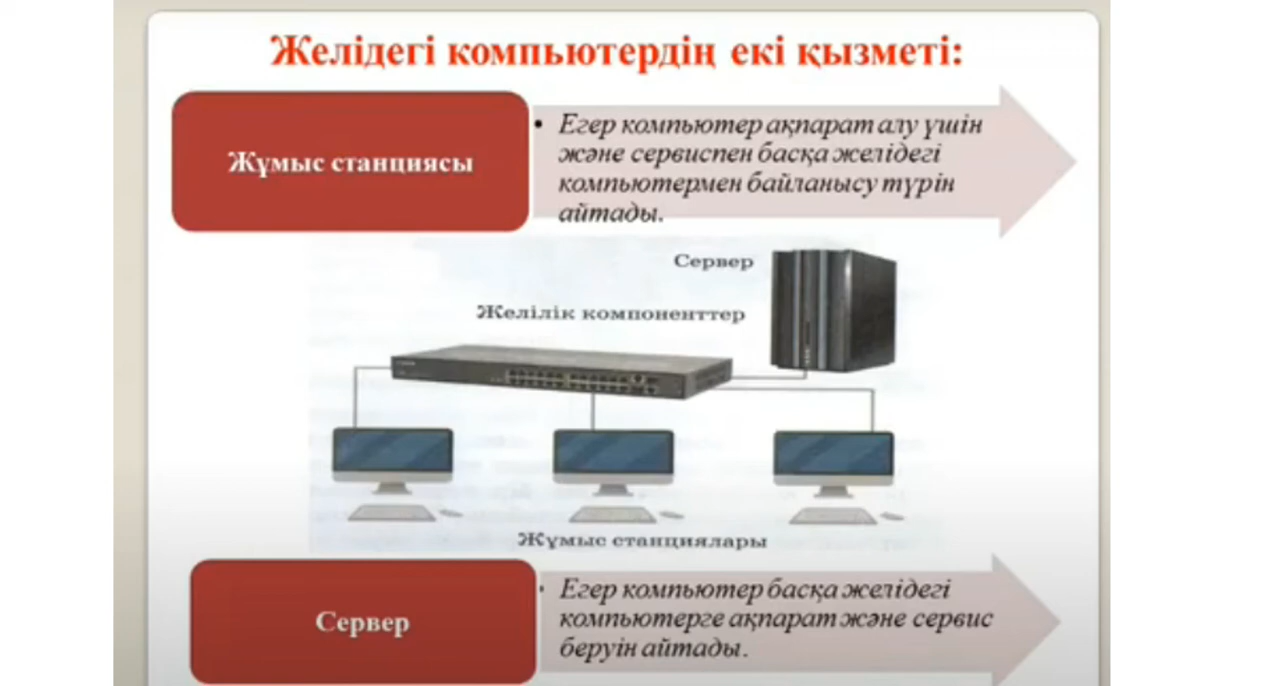 Желідегі компьютердің екі қызметі:
Жұмыс станциясы
• Егер компьютер ақпарат алу үшін
және сервиспен басқа желідегі
компьютермен байланысу түрін
айтады.
Сервер
Желілік компоненттер
Жұмыс станциялары
Сервер
• Егер компьютер басқа желідегі
компьютерге ақпарат және сервис
беруін айтады.